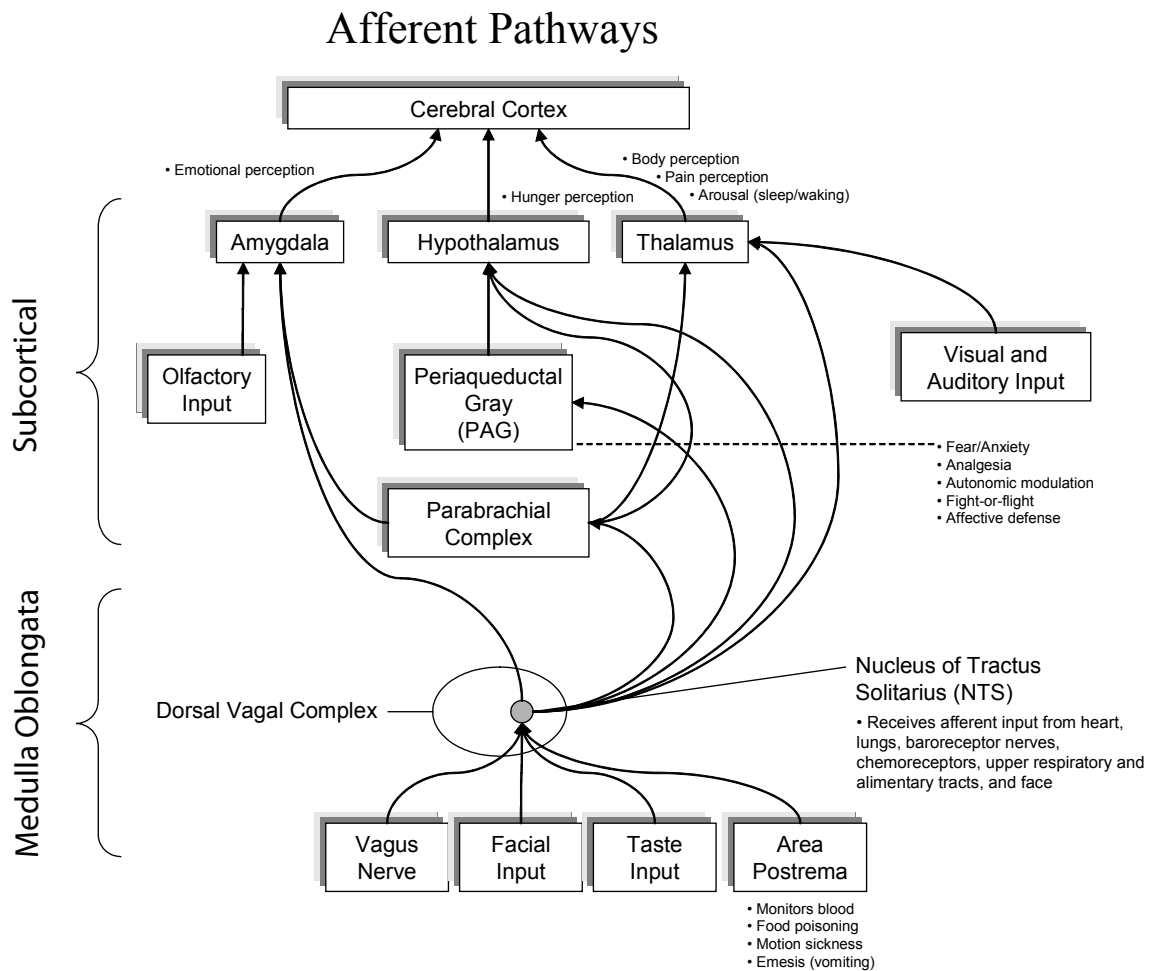 Afferent Pathways
Cerebral Cortex
• Emotional perception
• Hunger perception
• Body perception
• Pain perception
• Arousal (sleep/waking)
Subcortical
Amygdala
Hypothalamus
Thalamus
Olfactory
Input
Periaqueductal
Gray
(PAG)
Visual and
Auditory Input
• Fear/Anxiety
• Analgesia
• Autonomic modulation
• Fight-or-flight
• Affective defense
Parabrachial
Complex
Medulla Oblongata
Dorsal Vagal Complex
Nucleus of Tractus
Solitarius (NTS)
• Receives afferent input from heart,
lungs, baroreceptor nerves,
chemoreceptors, upper respiratory and
alimentary tracts, and face
Vagus
Nerve
Facial
Input
Taste
Input
Area
Postrema
• Monitors blood
• Food poisoning
• Motion sickness
• Emesis (vomiting)